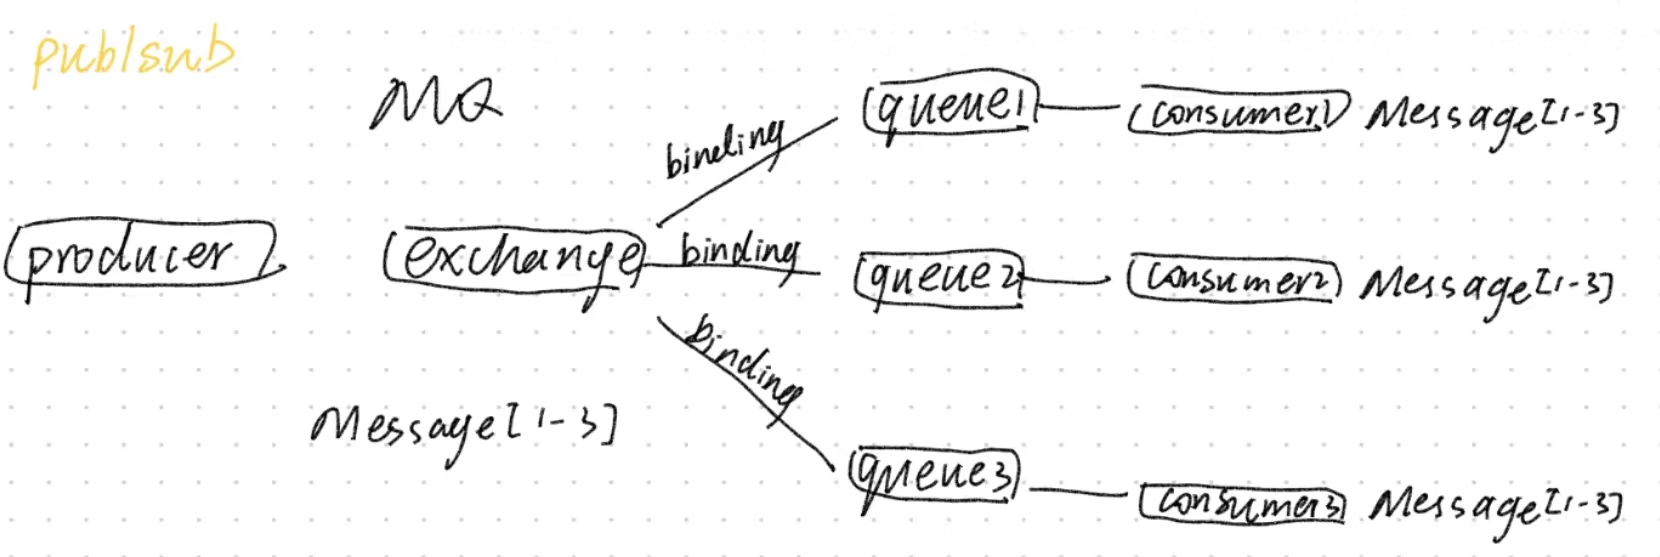 pub/sub
MQ
binding
queue1
consumer1
Message[1-3]
producer
exchange
binding
queue2
consumer2
Message[1-3]
binding
Message[1-3]
queue3
consumer3
Message[1-3]